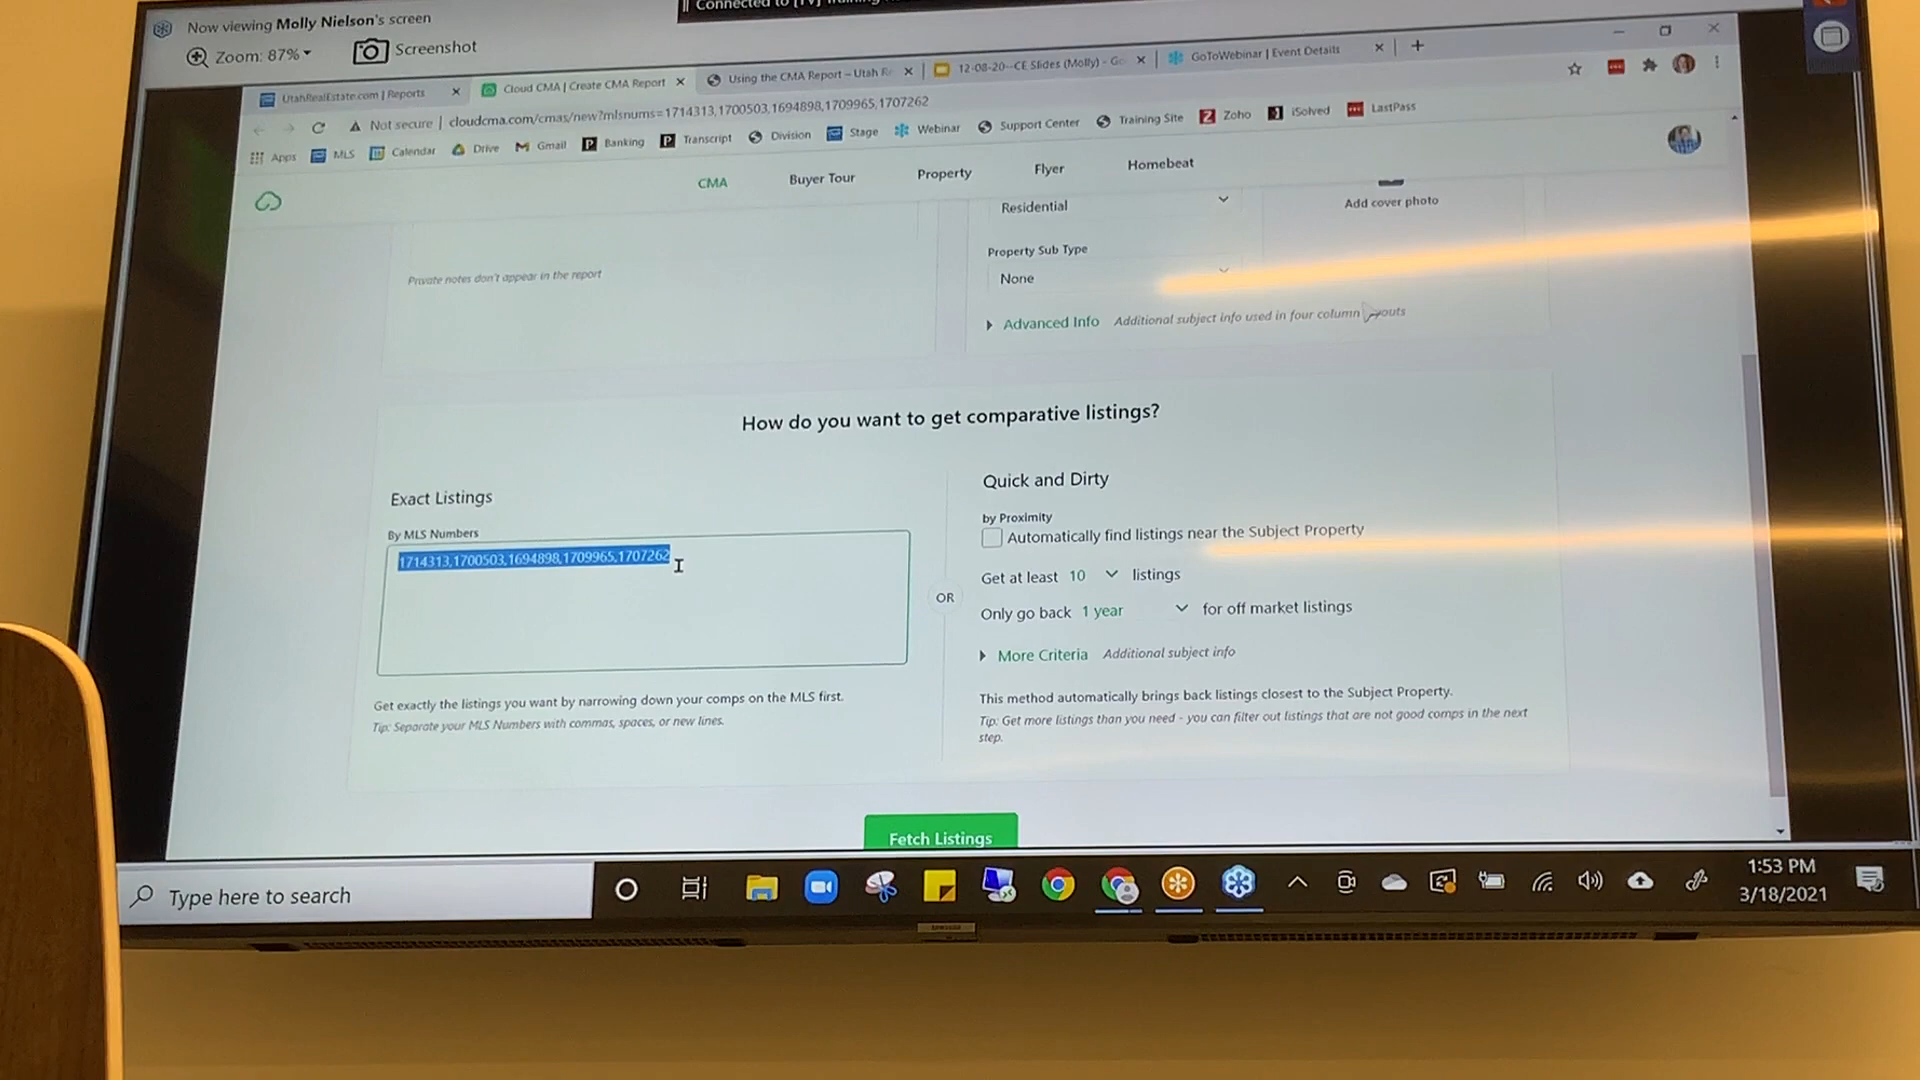 Now viewing Molly Nielson's screen
Connected to [TV] Training
Zoom: 87%
Screenshot
UtahRealEstate.com | Reports
Cloud CMA | Create CMA Report
Using the CMA Report – Utah Re
12-08-20--CE Slides (Molly) - Go
GoToWebinar | Event Details
Not secure | cloudcma.com/cmas/new?mlsnums=1714313,1700503,1694898,1709965,1707262
Apps MLS Calendar Drive Gmail Banking Transcript Division Stage Webinar Support Center Training Site Zoho iSolved LastPass
CMA Buyer Tour Property Flyer Homebeat
Residential
Add cover photo
Property Sub Type
None
Private notes don't appear in the report
Advanced Info Additional subject info used in four column
How do you want to get comparative listings?
Exact Listings
By MLS Numbers
1714313,1700503,1694898,1709965,1707262
Get exactly the listings you want by narrowing down your comps on the MLS first.
Tip: Separate your MLS Numbers with commas, spaces, or new lines.
OR
Quick and Dirty
by Proximity
Automatically find listings near the Subject Property
Get at least 10 listings
Only go back 1 year for off market listings
More Criteria Additional subject info
This method automatically brings back listings closest to the Subject Property.
Tip: Get more listings than you need - you can filter out listings that are not good comps in the next
step.
Fetch Listings
Type here to search
1:53 PM
3/18/2021
SAMSUNG